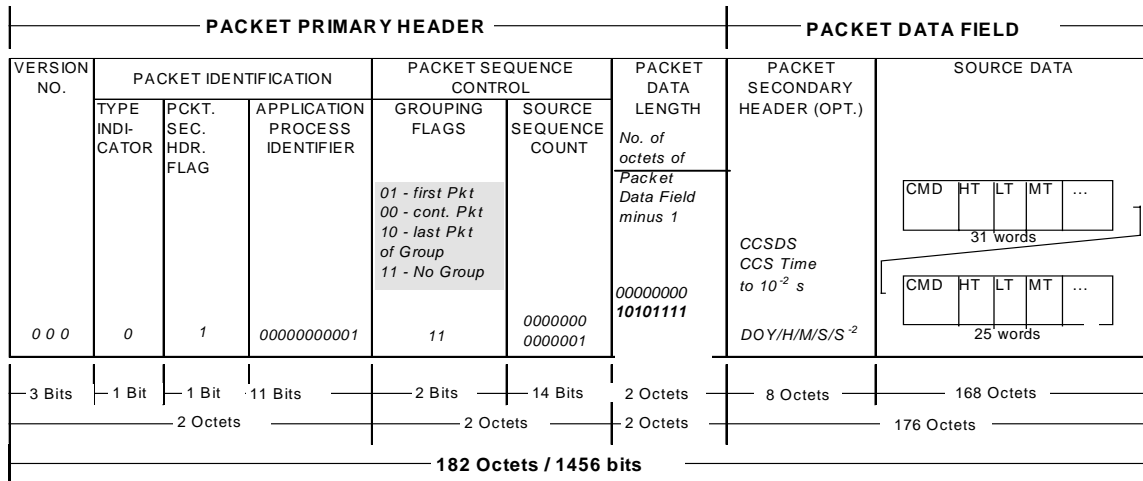 PACKET PRIMARY HEADER
PACKET DATA FIELD
VERSION
NO.
PACKET IDENTIFICATION
PACKET SEQUENCE
CONTROL
PACKET
DATA
LENGTH
PACKET
SECONDARY
HEADER (OPT.)
SOURCE DATA
TYPE
INDI-
CATOR
PCKT.
SEC.
HDR.
FLAG
APPLICATION
PROCESS
IDENTIFIER
GROUPING
FLAGS
SOURCE
SEQUENCE
COUNT
No. of
octets of
Packet
Data Field
minus 1
01 - first Pkt
00 - cont. Pkt
10 - last Pkt
of Group
11 - No Group
CCSDS
CCS Time
to 10-2 s
CMD HT LT MT ...
31 words
CMD HT LT MT ...
25 words
0 0 0
0
1
00000000001
11
0000000
0000001
00000000
10101111
DOY/H/M/S/S-2
3 Bits 1 Bit 1 Bit 11 Bits 2 Bits 14 Bits 2 Octets 8 Octets 168 Octets
2 Octets 2 Octets 2 Octets 176 Octets
182 Octets / 1456 bits